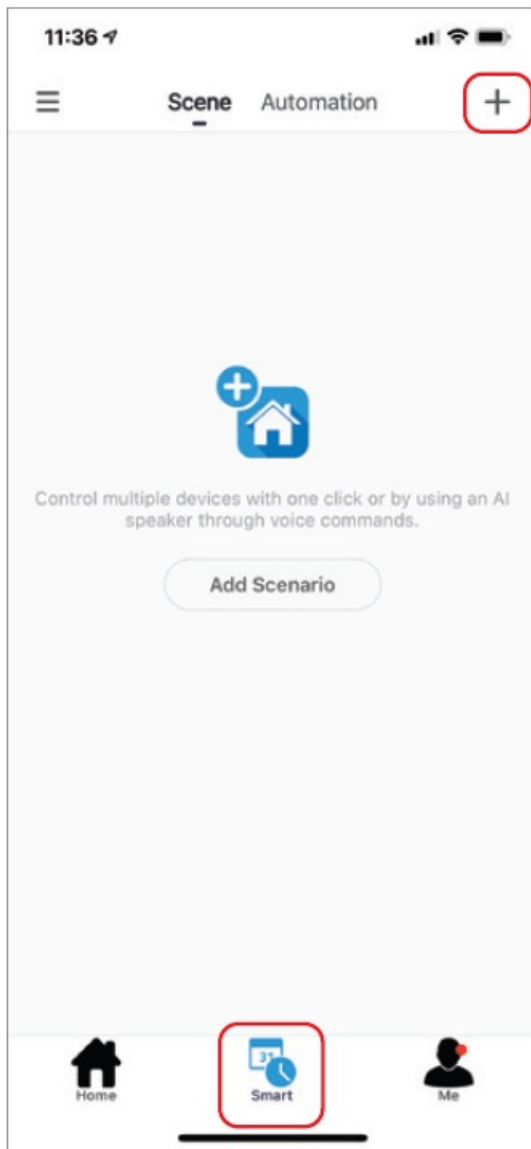 11:36
Scene Automation
Control multiple devices with one click or by using an AI
speaker through voice commands.
Add Scenario
31
Home Smart Me